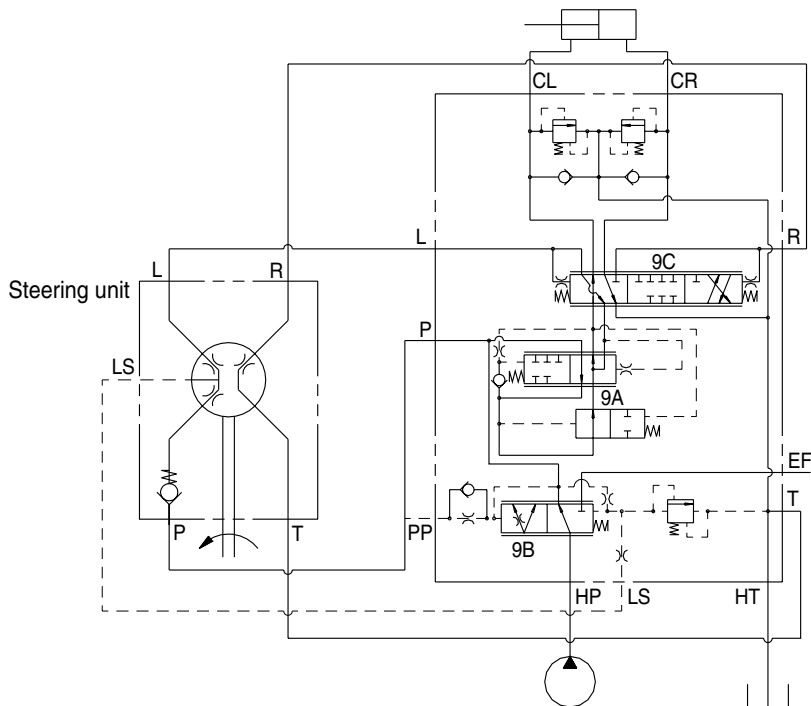 CL CR
L R
9C
L R
Steering unit
P
LS
9A
EF
T
P T PP
9B
HP LS HT